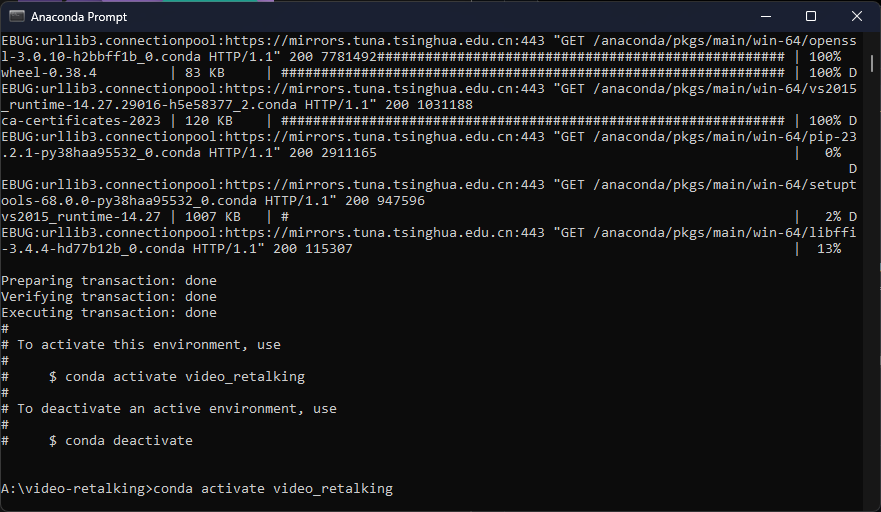 Anaconda Prompt
EBUG:urllib3.connectionpool:https://mirrors.tuna.tsinghua.edu.cn:443 "GET /anaconda/pkgs/main/win-64/openss
l-3.0.10-h2bbff1b_0.conda HTTP/1.1" 200 7781492################################################### | 100%
wheel-0.38.4         | 83 KB     | ############################################################### | 100% D
EBUG:urllib3.connectionpool:https://mirrors.tuna.tsinghua.edu.cn:443 "GET /anaconda/pkgs/main/win-64/vs2015
_runtime-14.27.29016-h5e58377_2.conda HTTP/1.1" 200 1031188
ca-certificates-2023 | 120 KB    | ############################################################### | 100% D
EBUG:urllib3.connectionpool:https://mirrors.tuna.tsinghua.edu.cn:443 "GET /anaconda/pkgs/main/win-64/pip-23
.2.1-py38haa95532_0.conda HTTP/1.1" 200 2911165                                                    |   0%
D
EBUG:urllib3.connectionpool:https://mirrors.tuna.tsinghua.edu.cn:443 "GET /anaconda/pkgs/main/win-64/setupt
ools-68.0.0-py38haa95532_0.conda HTTP/1.1" 200 947596
vs2015_runtime-14.27 | 1007 KB   | #                                                               |   2% D
EBUG:urllib3.connectionpool:https://mirrors.tuna.tsinghua.edu.cn:443 "GET /anaconda/pkgs/main/win-64/libffi
-3.4.4-hd77b12b_0.conda HTTP/1.1" 200 115307                                                       |  13%
Preparing transaction: done
Verifying transaction: done
Executing transaction: done
#
# To activate this environment, use
#
#     $ conda activate video_retalking
#
# To deactivate an active environment, use
#
#     $ conda deactivate
A:\video-retalking>conda activate video_retalking